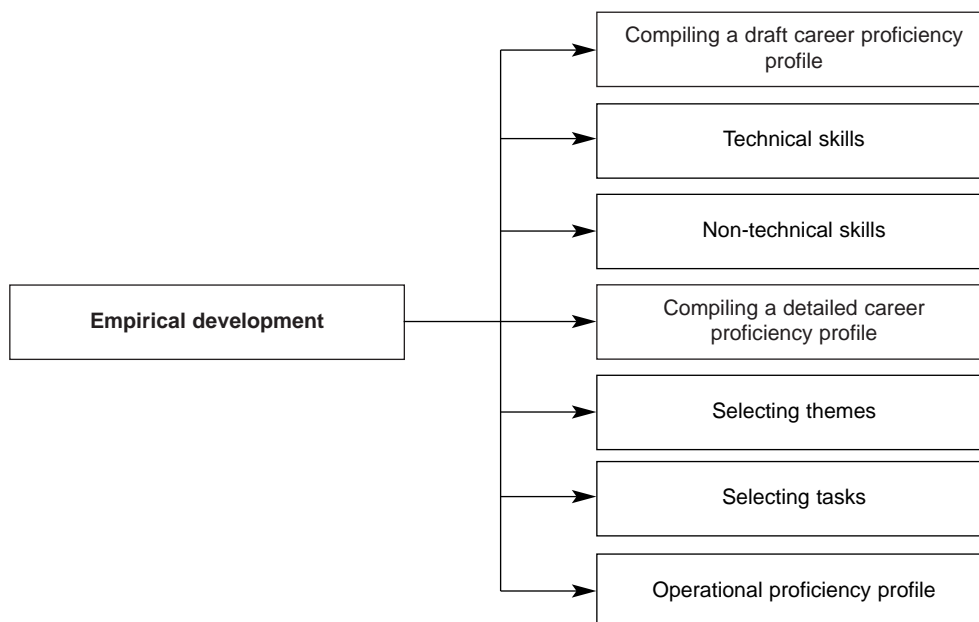 Compiling a draft career proficiency
profile
Technical skills
Non-technical skills
Empirical development
Compiling a detailed career
proficiency profile
Selecting themes
Selecting tasks
Operational proficiency profile